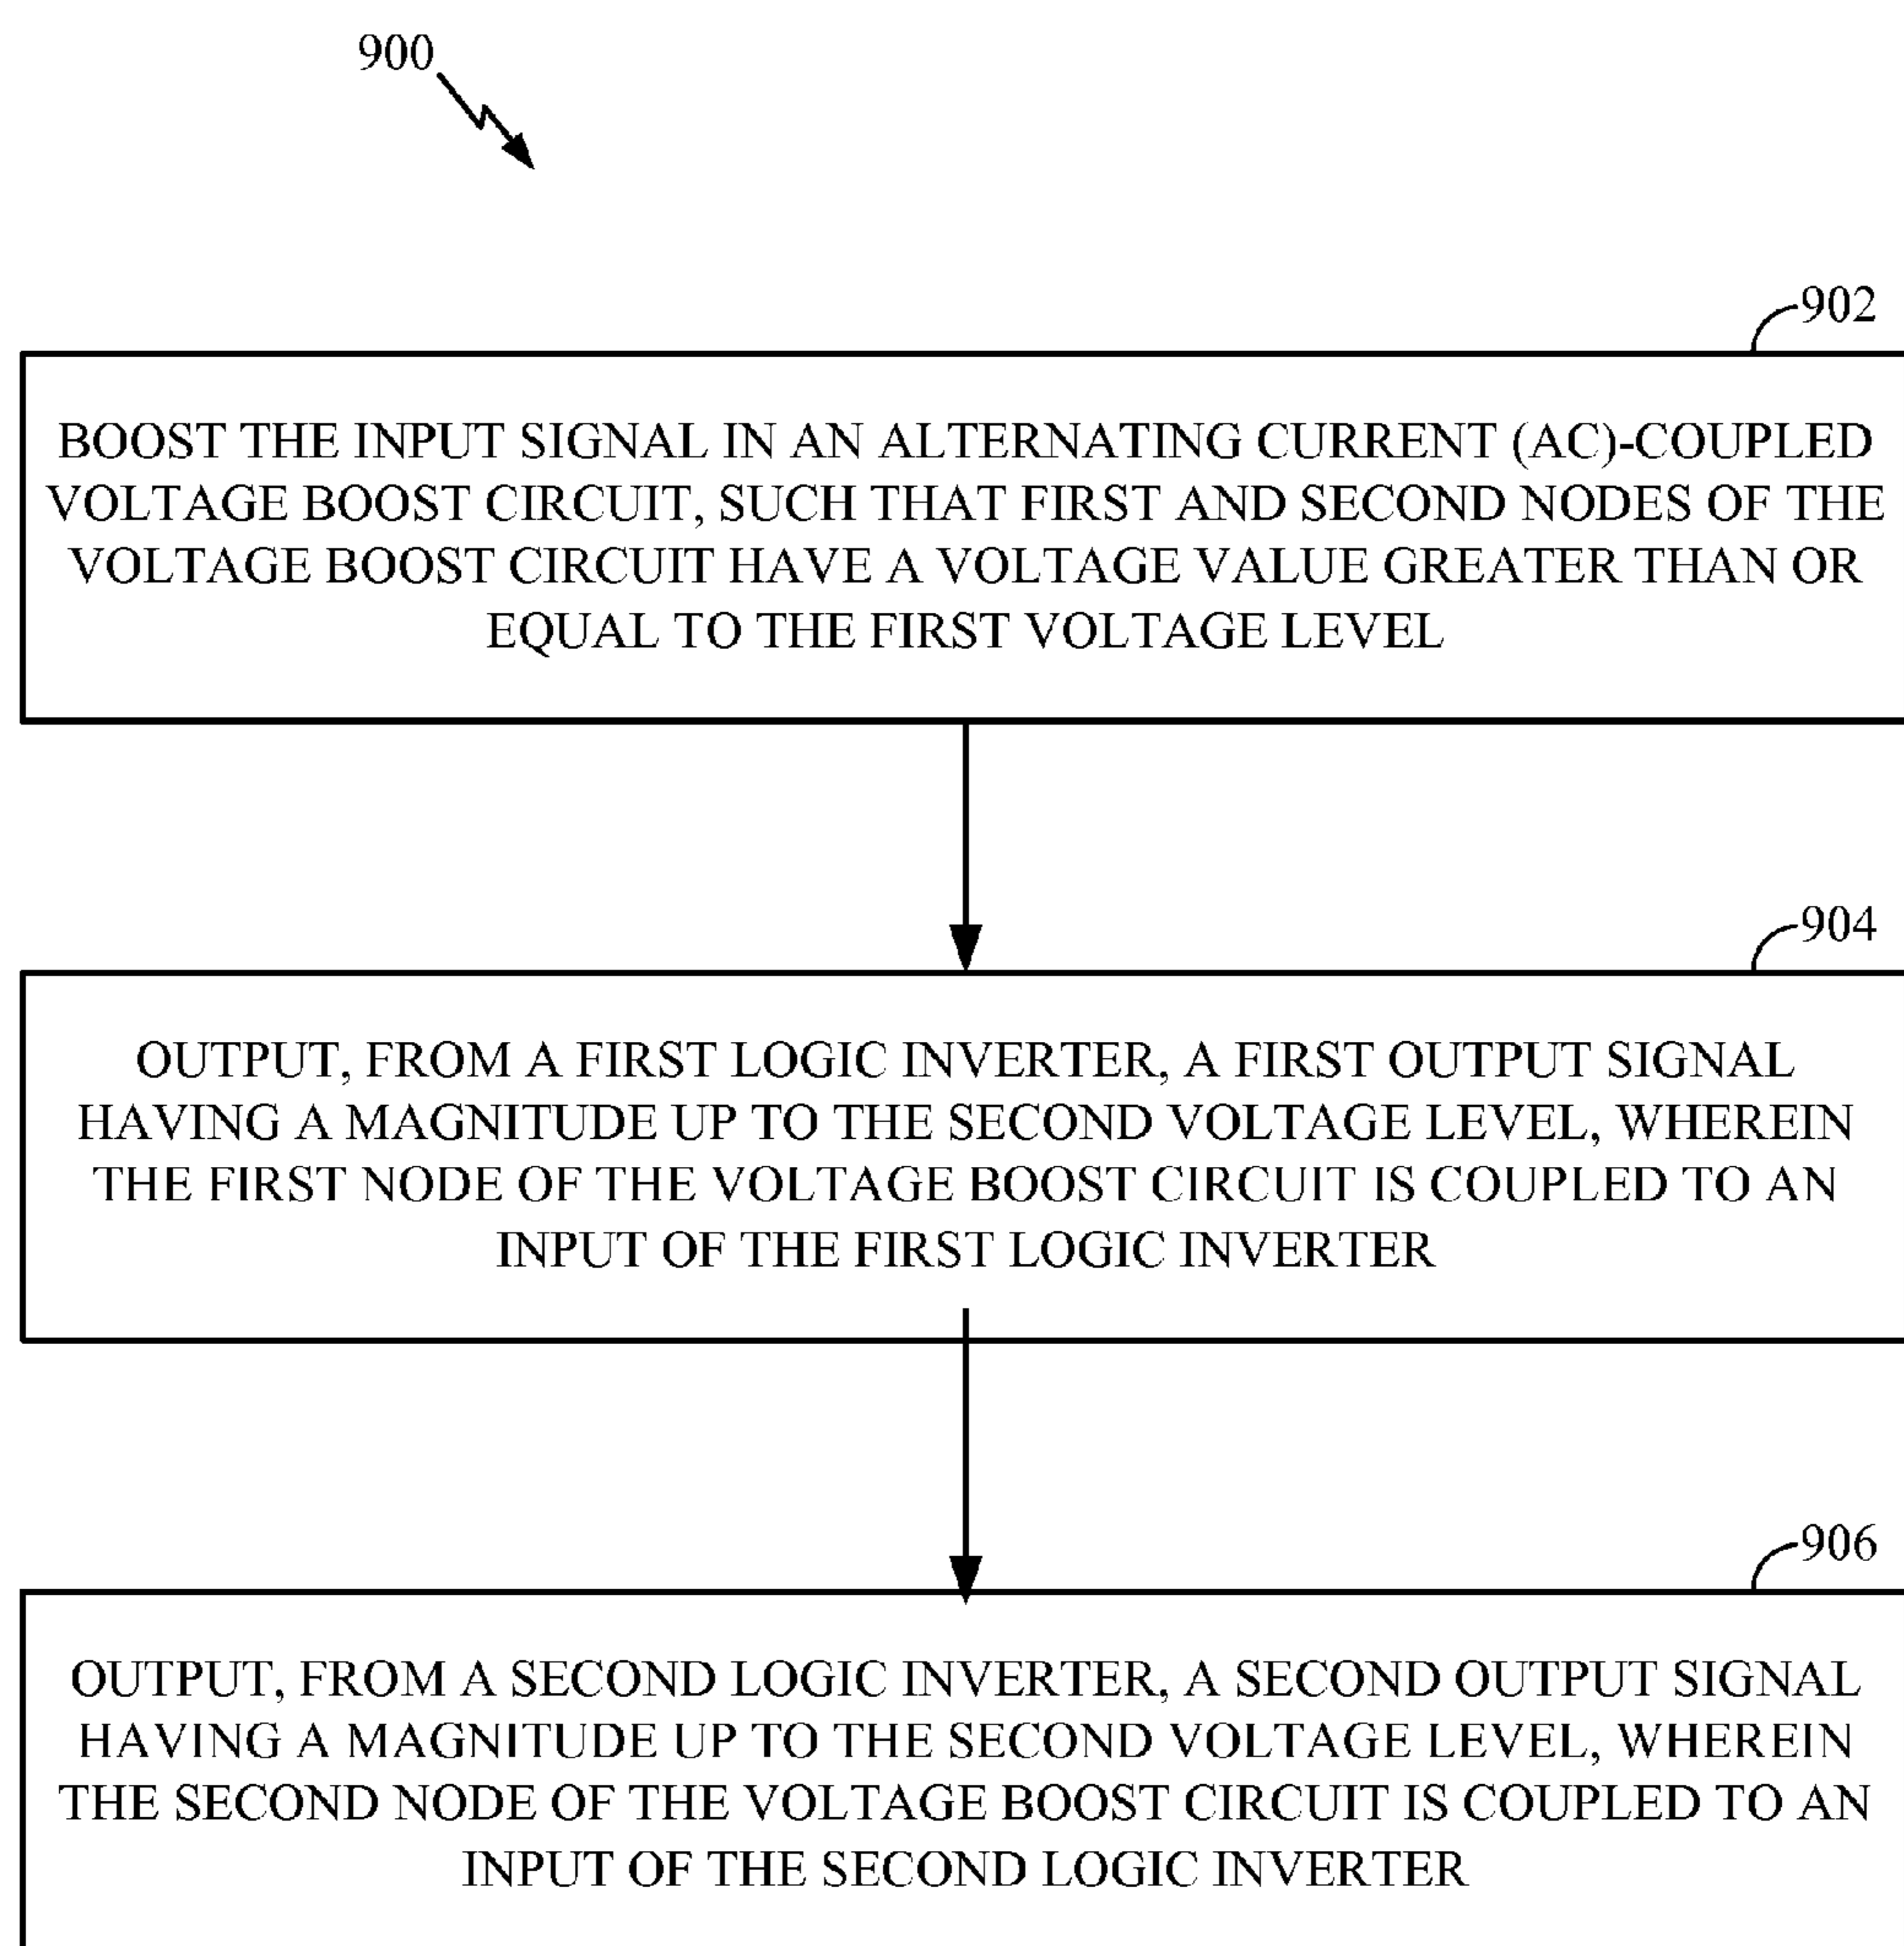 900
902
BOOST THE INPUT SIGNAL IN AN ALTERNATING CURRENT (AC)-COUPLED
VOLTAGE BOOST CIRCUIT, SUCH THAT FIRST AND SECOND NODES OF THE
VOLTAGE BOOST CIRCUIT HAVE A VOLTAGE VALUE GREATER THAN OR
EQUAL TO THE FIRST VOLTAGE LEVEL
904
OUTPUT, FROM A FIRST LOGIC INVERTER, A FIRST OUTPUT SIGNAL
HAVING A MAGNITUDE UP TO THE SECOND VOLTAGE LEVEL, WHEREIN
THE FIRST NODE OF THE VOLTAGE BOOST CIRCUIT IS COUPLED TO AN
INPUT OF THE FIRST LOGIC INVERTER
906
OUTPUT, FROM A SECOND LOGIC INVERTER, A SECOND OUTPUT SIGNAL
HAVING A MAGNITUDE UP TO THE SECOND VOLTAGE LEVEL, WHEREIN
THE SECOND NODE OF THE VOLTAGE BOOST CIRCUIT IS COUPLED TO AN
INPUT OF THE SECOND LOGIC INVERTER